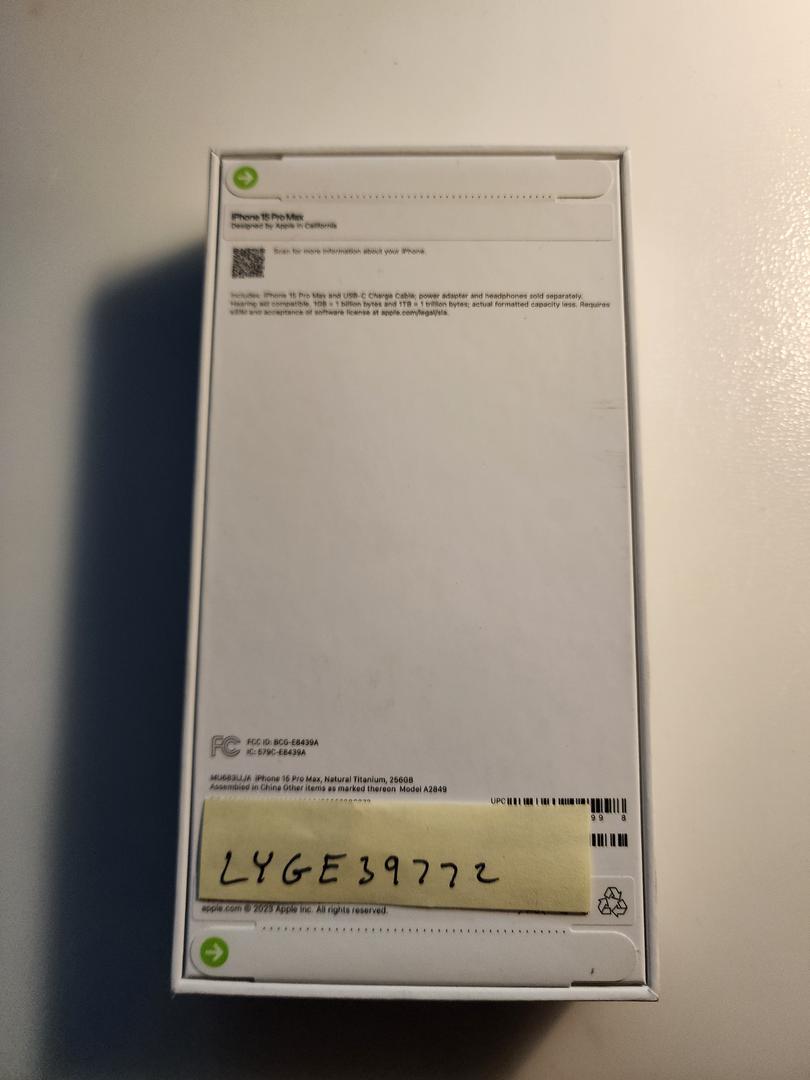 iPhone 15 Pro Max
Designed by Apple in California
Scan for more information about your iPhone.
Includes: iPhone 15 Pro Max and USB-C Charge Cable; power adapter and headphones sold separately.
Hearing aid compatible. 1GB = 1 billion bytes and 1TB = 1 trillion bytes; actual formatted capacity less. Requires
eSIM and acceptance of software license at apple.com/legal/sla.
FC FCC ID: BCG-E8439A
IC: 579C-E8439A
iPhone 15 Pro Max, Natural Titanium, 256GB
Assembled in China Other items as marked thereon Model A2849
UPC
9 9 8
LYGE39772
apple.com © 2023 Apple Inc. All rights reserved.